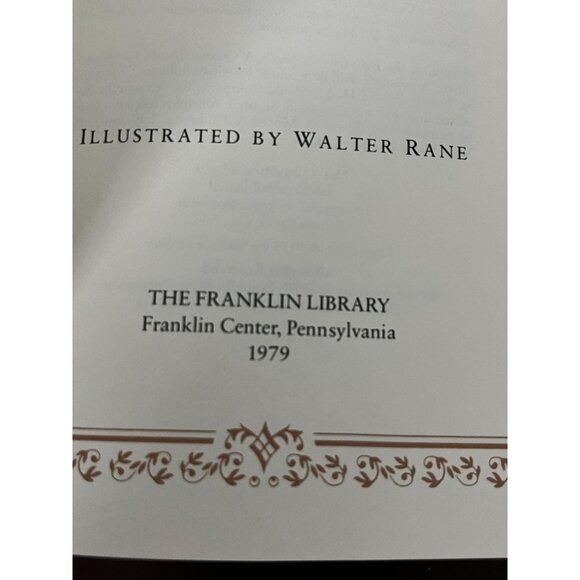 ILLUSTRATED BY WALTER RANE
THE FRANKLIN LIBRARY
Franklin Center, Pennsylvania
1979